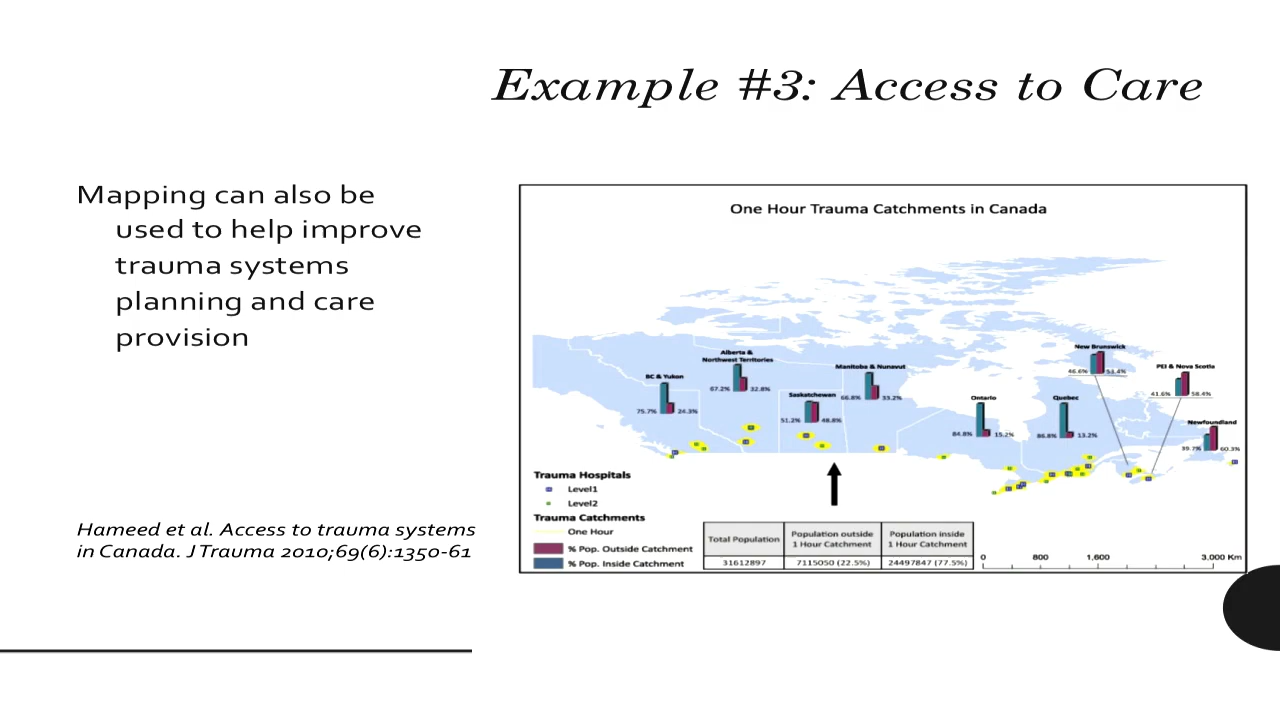 Example #3: Access to Care
Mapping can also be
used to help improve
trauma systems
planning and care
provision
Hameed et al. Access to trauma systems
in Canada. J Trauma 2010;69(6):1350-61
One Hour Trauma Catchments in Canada
BC & Yukon
75.7% 24.3%
Alberta &
Northwest Territories
67.2% 32.8%
Saskatchewan
51.2% 48.8%
Manitoba & Nunavut
66.8% 33.2%
Ontario
84.8% 15.2%
Quebec
86.8% 13.2%
New Brunswick
46.6% 53.4%
PEI & Nova Scotia
41.6% 58.4%
Newfoundland
39.7% 60.3%
Trauma Hospitals
Level1
Level2
Trauma Catchments
One Hour
% Pop. Outside Catchment
% Pop. Inside Catchment
Total Population
Population outside
1 Hour Catchment
Population inside
1 Hour Catchment
31612897
7115050 (22.5%)
24497847 (77.5%)
0 800 1,600 3,000 Km